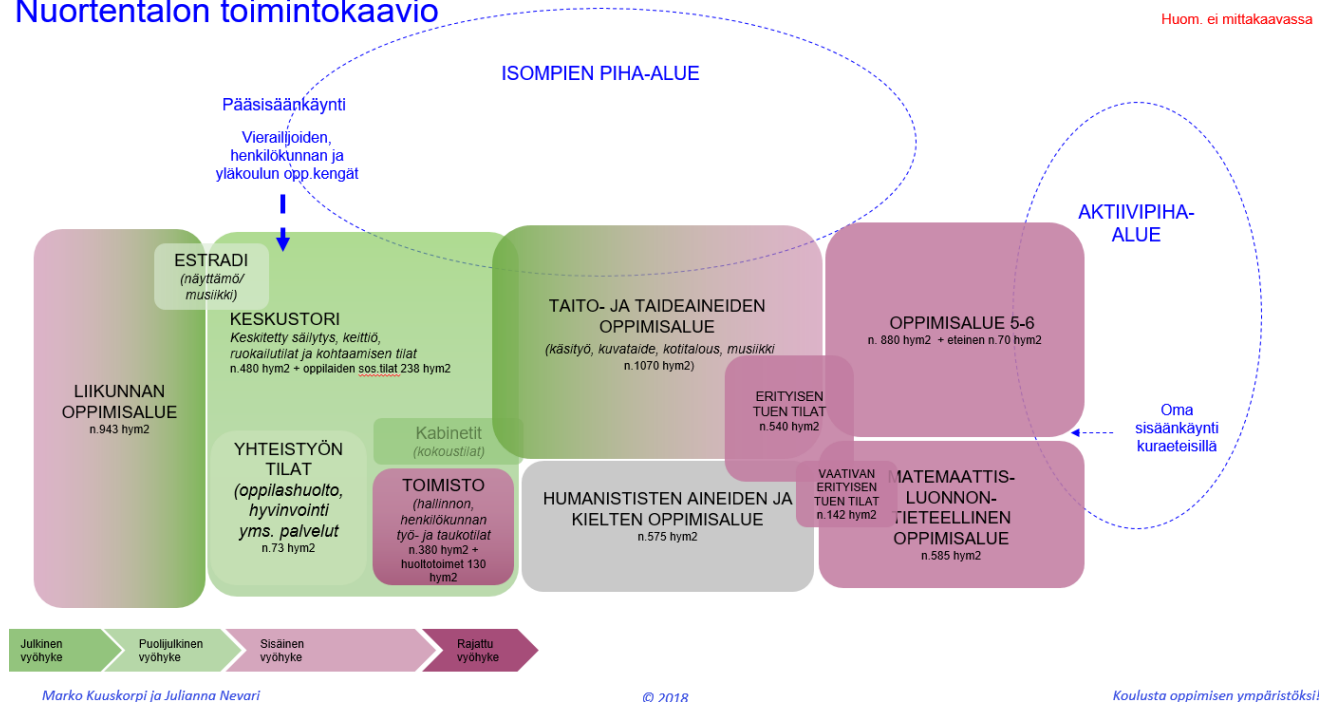 Nuortentalon toimintokaavio
Huom. ei mittakaavassa
ISOMPIEN PIHA-ALUE
Pääsisäänkäynti
Vierailijoiden,
henkilökunnan ja
yläkoulun opp.kengät
AKTIIVIPIHA-
ALUE
ESTRADI
(näyttämö/
musiikki)
KESKUSTORI
Keskitetty säilytys, keittiö,
ruokailutilat ja kohtaamisen tilat
n.480 hym2 + oppilaiden sos.tilat 238 hym2
TAITO- JA TAIDEAINEIDEN
OPPIMISALUE
(käsityö, kuvataide, kotitalous, musiikki
n.1070 hym2)
OPPIMISALUE 5-6
n. 880 hym2 + eteinen n.70 hym2
LIIKUNNAN
OPPIMISALUE
n.943 hym2
ERITYISEN
TUEN TILAT
n.540 hym2
Oma
sisäänkäynti
kuraeteisillä
Kabinetit
(kokoustilat)
YHTEISTYÖN
TILAT
(oppilashuolto,
hyvinvointi
yms. palvelut
n.73 hym2
TOIMISTO
(hallinnon,
henkilökunnan
työ- ja taukotilat
n.380 hym2 +
huoltotoimet 130
hym2
HUMANISTISTEN AINEIDEN JA
KIELTEN OPPIMISALUE
n.575 hym2
VAATIVAN
ERITYISEN
TUEN TILAT
n.142 hym2
MATEMAATTIS-
LUONNON-
TIETEELLINEN
OPPIMISALUE
n.585 hym2
Julkinen
vyöhyke
Puolijulkinen
vyöhyke
Sisäinen
vyöhyke
Rajattu
vyöhyke
Marko Kuuskorpi ja Julianna Nevari
© 2018
Koulusta oppimisen ympäristöksi!